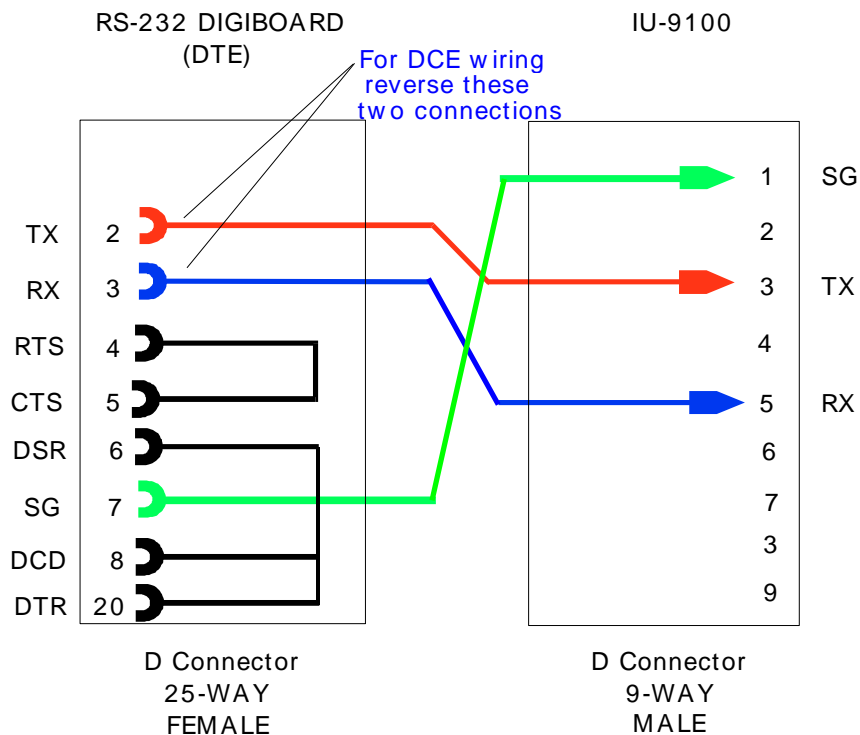 RS-232 DIGIBOARD
(DTE)
IU-9100
For DCE wiring
reverse these
two connections
TX 2
RX 3
RTS 4
CTS 5
DSR 6
SG 7
DCD 8
DTR 20
1 SG
2
3 TX
4
5 RX
6
7
3
9
D Connector
25-WAY
FEMALE
D Connector
9-WAY
MALE